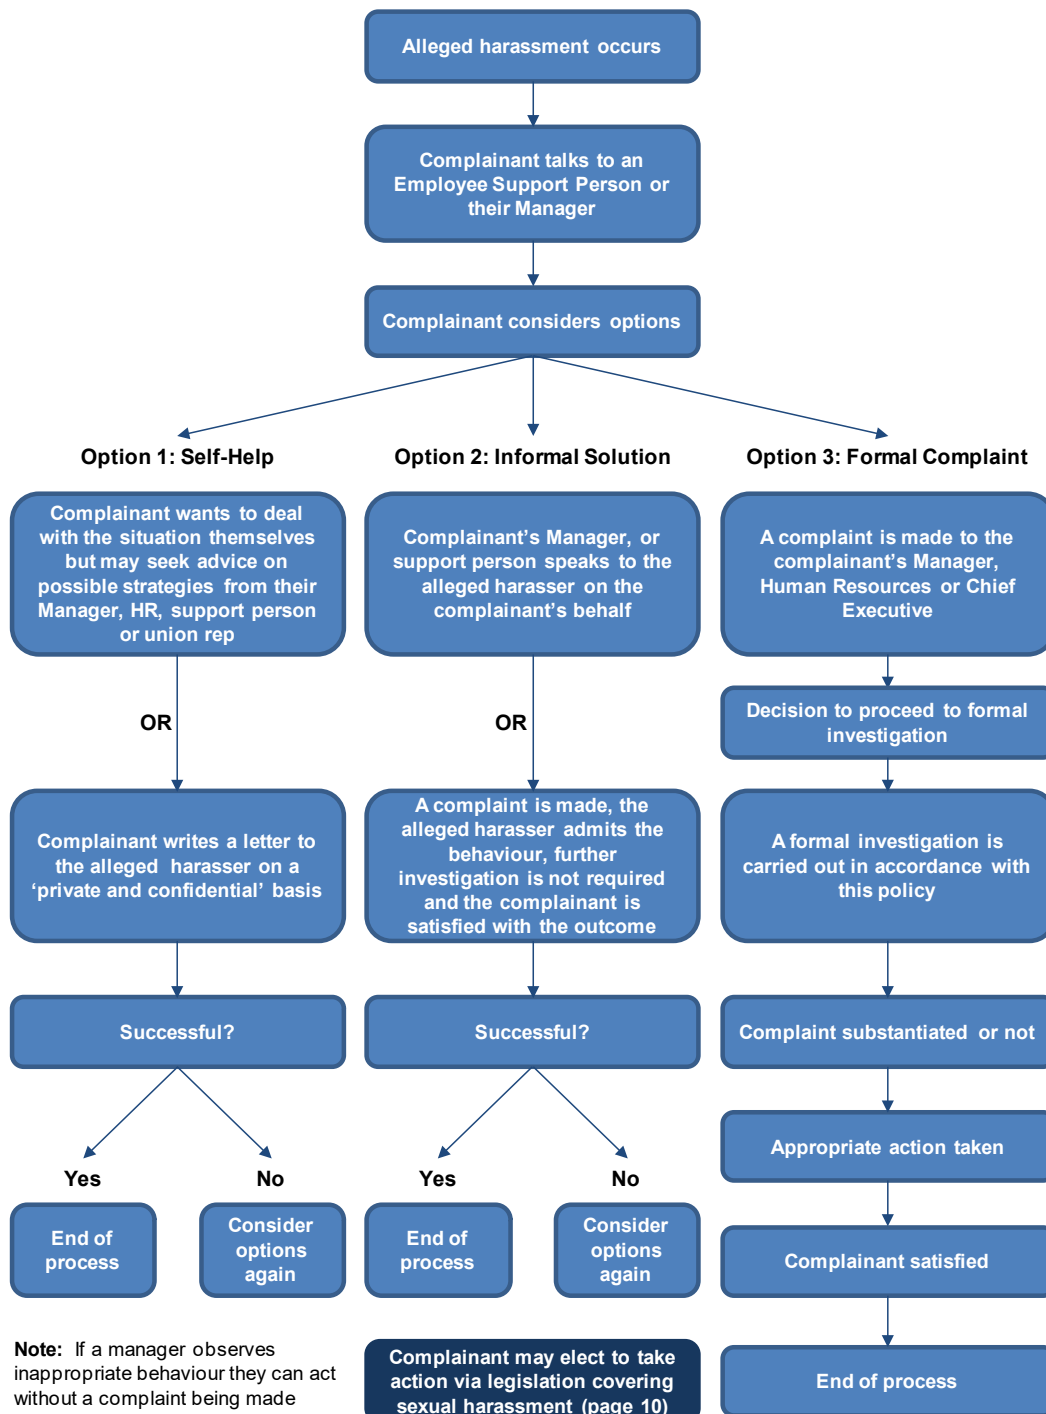 Alleged harassment occurs
Complainant talks to an
Employee Support Person or
their Manager
Complainant considers options
Option 1: Self-Help
Complainant wants to deal
with the situation themselves
but may seek advice on
possible strategies from their
Manager, HR, support person
or union rep
OR
Complainant writes a letter to
the alleged harasser on a
‘private and confidential’ basis
Successful?
Yes
No
End of
process
Consider
options
again
Note: If a manager observes
inappropriate behaviour they can act
without a complaint being made
Option 2: Informal Solution
Complainant’s Manager, or
support person speaks to the
alleged harasser on the
complainant’s behalf
OR
A complaint is made, the
alleged harasser admits the
behaviour, further
investigation is not required
and the complainant is
satisfied with the outcome
Successful?
Yes
No
End of
process
Consider
options
again
Complainant may elect to take
action via legislation covering
sexual harassment (page 10)
Option 3: Formal Complaint
A complaint is made to the
complainant’s Manager,
Human Resources or Chief
Executive
Decision to proceed to formal
investigation
A formal investigation is
carried out in accordance with
this policy
Complaint substantiated or not
Appropriate action taken
Complainant satisfied
End of process